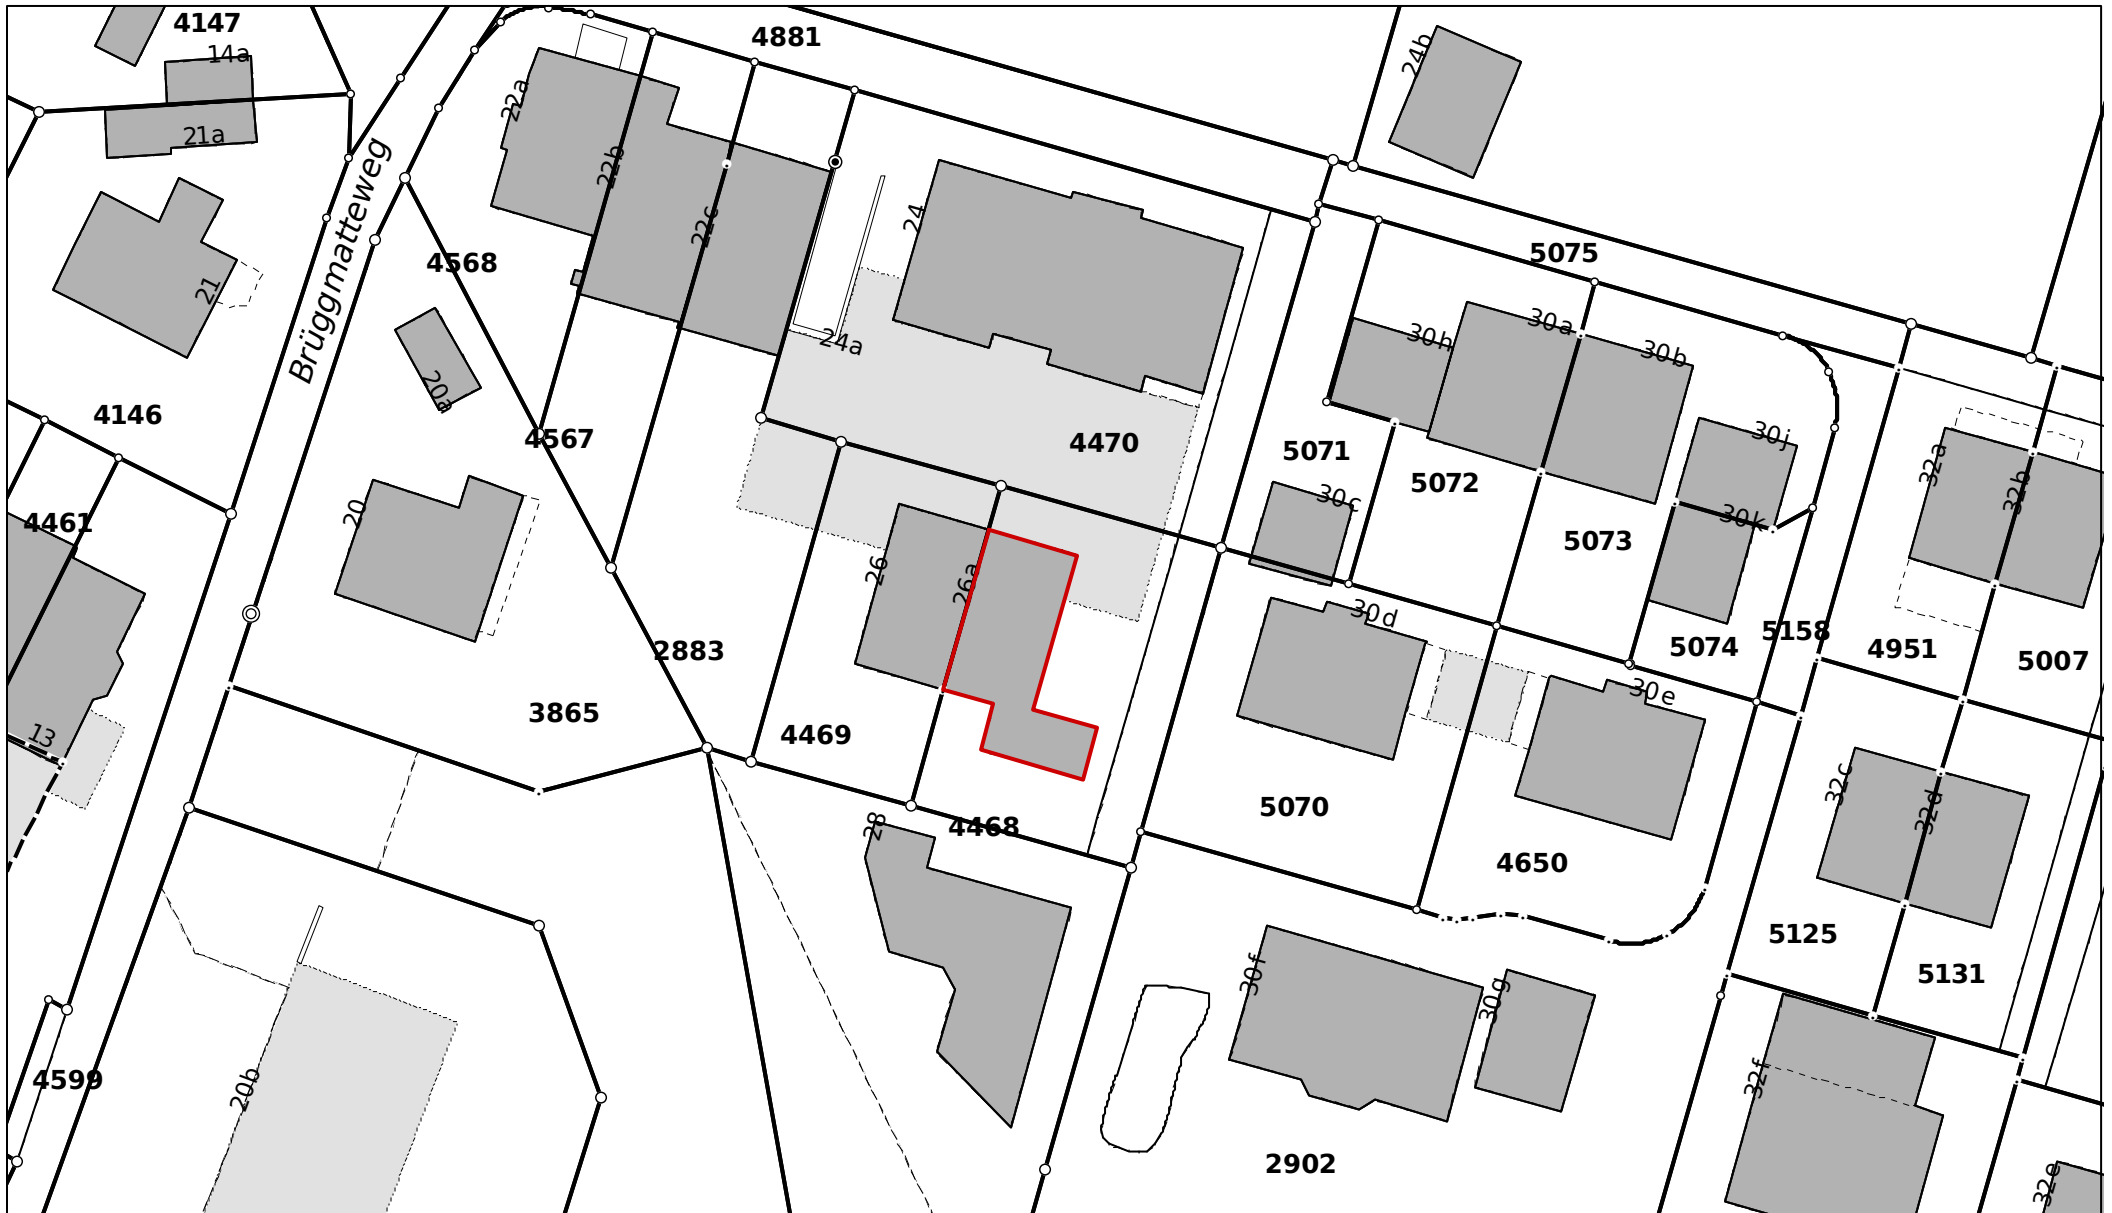 4147
14a
21a
4881
24b
22a
22b
22c
24
Brüggmatteweg
4568
5075
21
20a
24a
30h
30a
30b
4146
4567
4470
5071
30c
5072
30j
30k
32a
32b
4461
20
26
26a
5073
30d
5158
5074
4951
5007
2883
30e
3865
4469
13
5070
32c
32d
28
4468
4650
5125
5131
30f
30g
4599
20b
32f
2902
32e